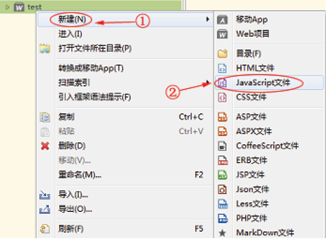 test
新建(N)
①
进入(I)
打开文件所在目录(P)
转换成移动App(T)
扫描索引
引入框架语法提示(F)
复制 Ctrl+C
粘贴 Ctrl+V
删除(D)
移动(V)...
重命名(M)... F2
导入(I)...
导出(O)...
刷新(F) F5
移动App
Web项目
目录(F)
HTML文件
② JavaScript文件
CSS文件
ASP文件
ASPX文件
CoffeeScript文件
ERB文件
JSP文件
Json文件
Less文件
PHP文件
MarkDown文件